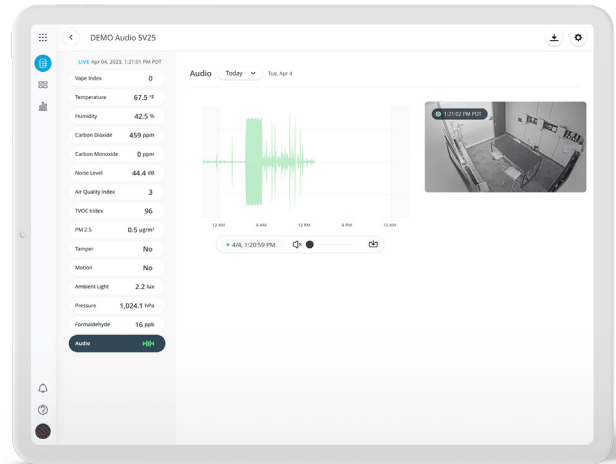 DEMO Audio SV25
LIVE Apr 04, 2023, 1:21:01 PM PDT
Vape Index 0
Temperature 67.5 °F
Humidity 42.5 %
Carbon Dioxide 459 ppm
Carbon Monoxide 0 ppm
Noise Level 44.4 dB
Air Quality Index 3
TVOC Index 96
PM 2.5 0.5 µg/m³
Tamper No
Motion No
Ambient Light 2.2 lux
Pressure 1,024.1 hPa
Formaldehyde 16 ppb
Audio
Audio Today Tue, Apr 4
12 AM 6 AM 12 PM 6 PM 12 AM
4/4, 1:20:59 PM
1:21:02 PM PDT